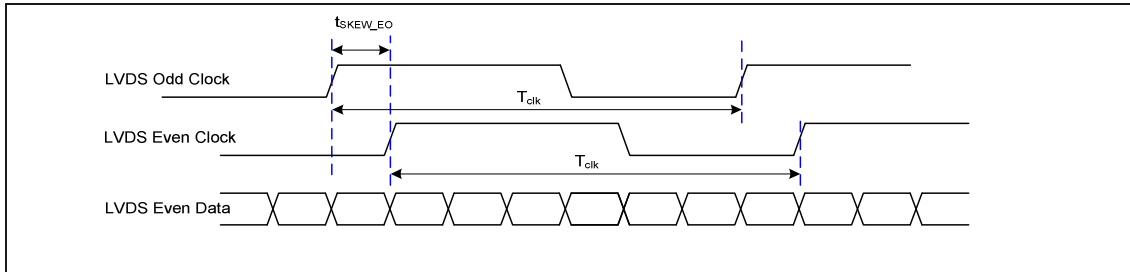 tSKEW_EO
LVDS Odd Clock
Tclk
LVDS Even Clock
Tclk
LVDS Even Data